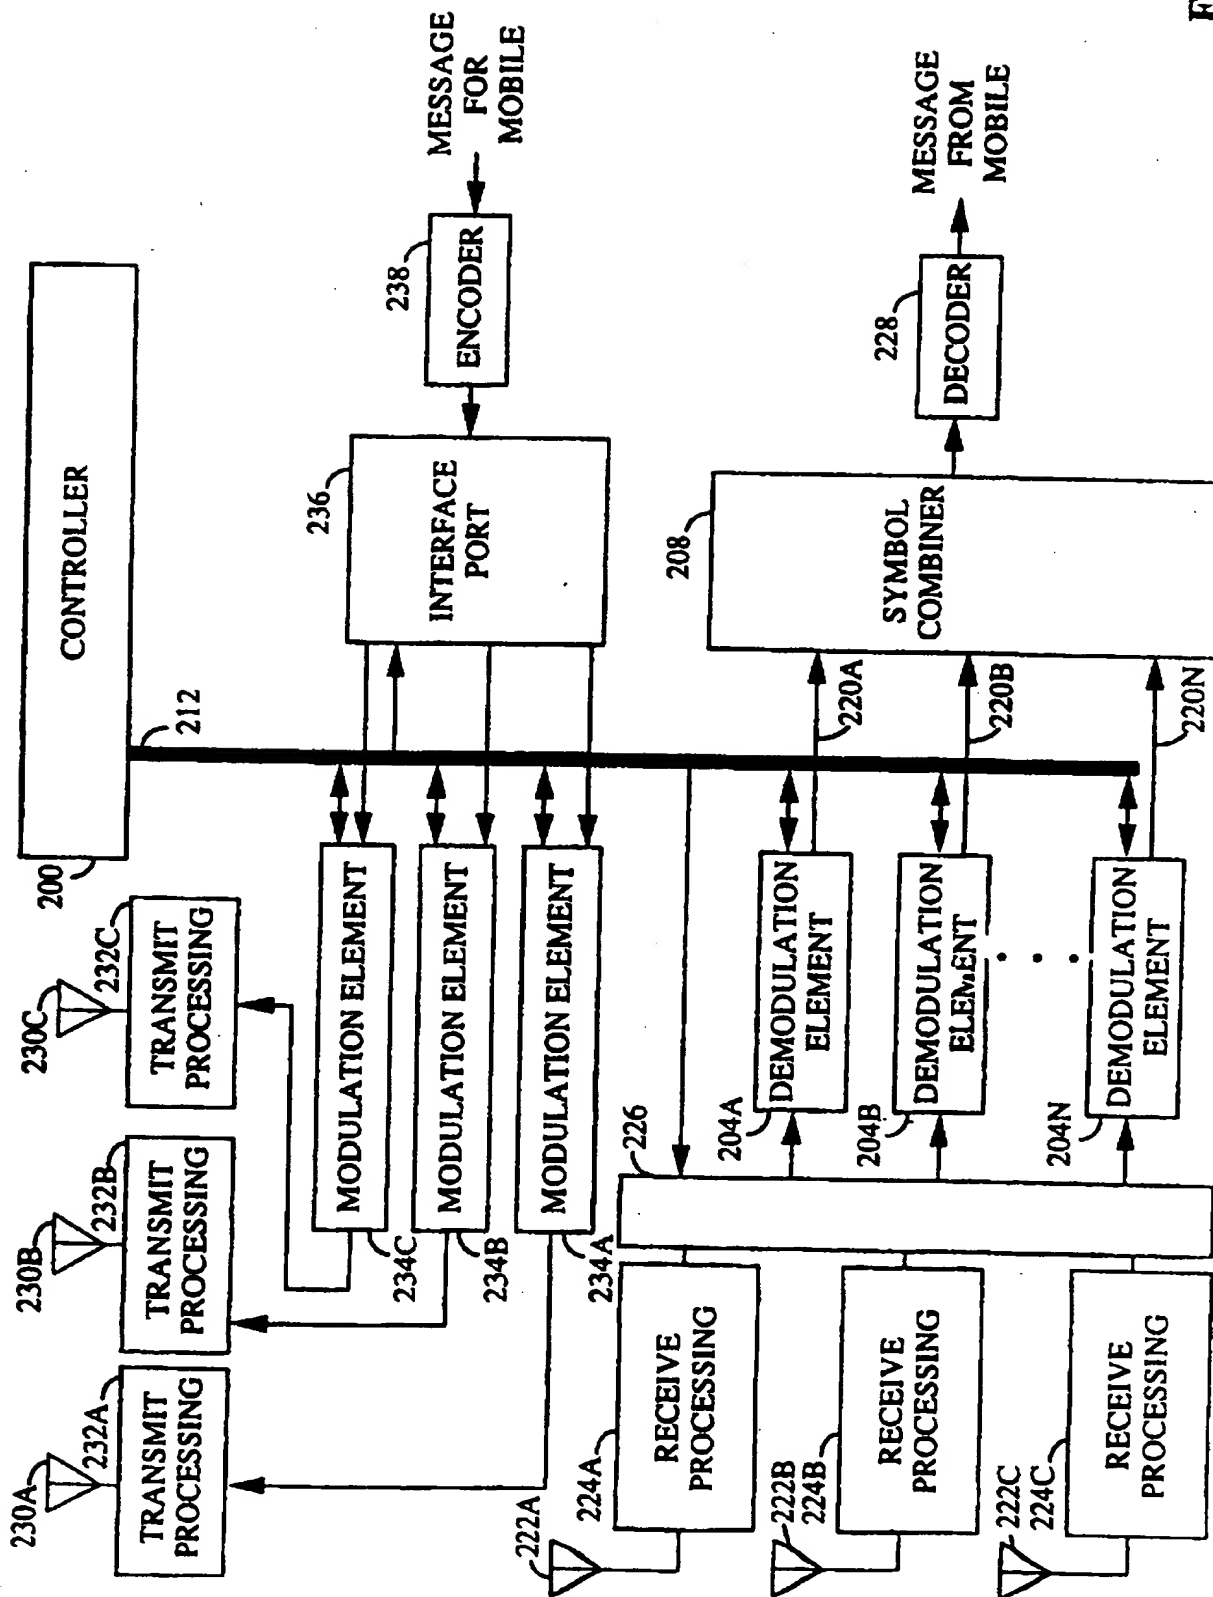 230A
232A
TRANSMIT
PROCESSING
230B
232B
TRANSMIT
PROCESSING
230C
232C
TRANSMIT
PROCESSING
200
CONTROLLER
212
234C
MODULATION ELEMENT
234B
MODULATION ELEMENT
234A
MODULATION ELEMENT
236
INTERFACE
PORT
238
ENCODER
MESSAGE
FOR
MOBILE
222A
224A
RECEIVE
PROCESSING
222B
224B
RECEIVE
PROCESSING
222C
224C
RECEIVE
PROCESSING
226
204A
DEMODULATION
ELEMENT
204B
DEMODULATION
ELEMENT
204N
DEMODULATION
ELEMENT
220A
220B
220N
208
SYMBOL
COMBINER
228
DECODER
MESSAGE
FROM
MOBILE